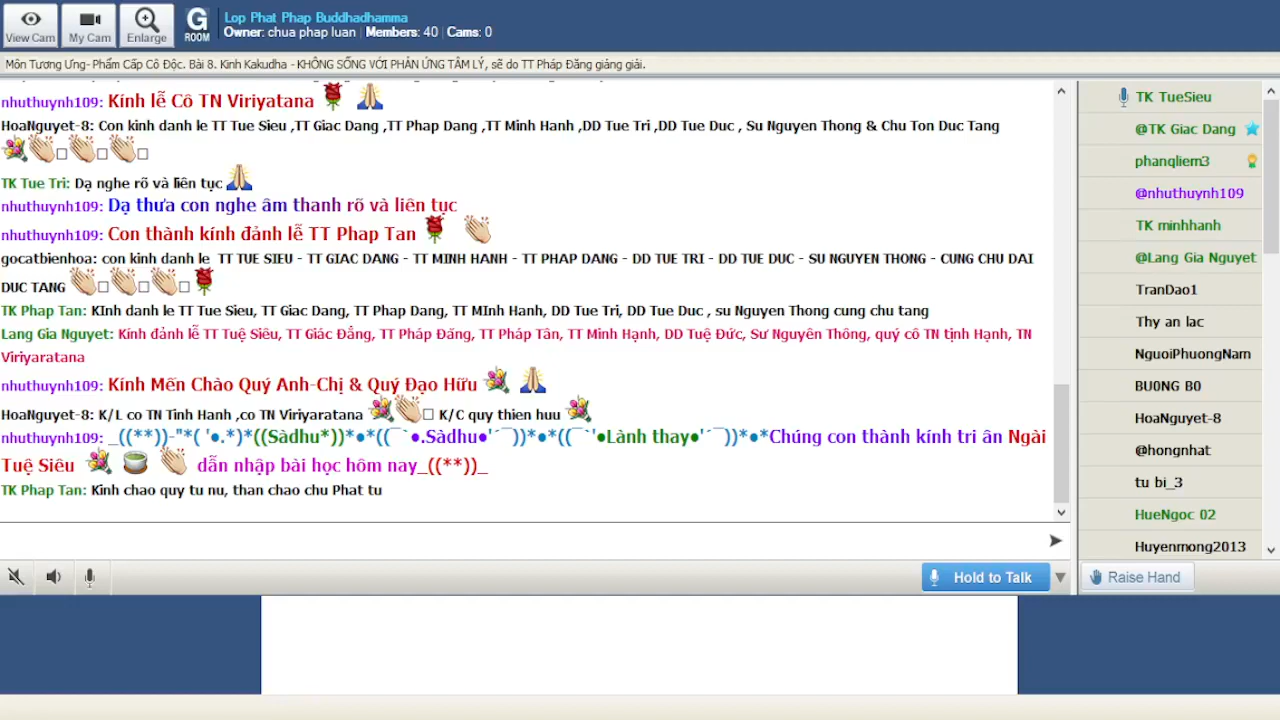 View Cam
My Cam
Enlarge
G
ROOM
Lop Phat Phap Buddhadhamma
Owner: chua phap luan | Members: 40 | Cams: 0
Môn Tương Ưng- Phẩm Cấp Cô Độc. Bài 8. Kinh Kakudha - KHÔNG SỐNG VỚI PHẢN ỨNG TÂM LÝ, sẽ do TT Pháp Đăng giảng giải.
nhuthuynh109: Kính lễ Cô TN Viriyatana
HoaNguyet-8: Con kinh danh le TT Tue Sieu ,TT Giac Dang ,TT Phap Dang ,TT Minh Hanh ,DD Tue Tri ,DD Tue Duc , Su Nguyen Thong & Chu Ton Duc Tang
TK Tue Tri: Dạ nghe rõ và liên tục
nhuthuynh109: Dạ thưa con nghe âm thanh rõ và liên tục
nhuthuynh109: Con thành kính đảnh lễ TT Phap Tan
gocatbienhoa: con kinh danh le TT TUE SIEU - TT GIAC DANG - TT MINH HANH - TT PHAP DANG - DD TUE TRI - DD TUE DUC - SU NGUYEN THONG - CUNG CHU DAI
DUC TANG
TK Phap Tan: KInh danh le TT Tue Sieu, TT Giac Dang, TT Phap Dang, TT MInh Hanh, DD Tue Tri, DD Tue Duc , su Nguyen Thong cung chu tang
Lang Gia Nguyet: Kính đảnh lễ TT Tuệ Siêu, TT Giác Đẳng, TT Pháp Đăng, TT Pháp Tân, TT Minh Hạnh, DD Tuệ Đức, Sư Nguyên Thông, quý cô TN tịnh Hạnh, TN
Viriyaratana
nhuthuynh109: Kính Mến Chào Quý Anh-Chị & Quý Đạo Hữu
HoaNguyet-8: K/L co TN Tinh Hanh ,co TN Viriyaratana K/C quy thien huu
nhuthuynh109: _((**))-"*( '●.*)*((Sàdhu*))*●*((¯`●.Sàdhu●'´¯))*●*((¯`'●Lành thay●'´¯))*●*Chúng con thành kính tri ân Ngài
Tuệ Siêu dẫn nhập bài học hôm nay_((**))_
TK Phap Tan: Kinh chao quy tu nu, than chao chu Phat tu
Hold to Talk
TK TueSieu
@TK Giac Dang
phanqliem3
@nhuthuynh109
TK minhhanh
@Lang Gia Nguyet
TranDao1
Thy an lac
NguoiPhuongNam
BU0NG B0
HoaNguyet-8
@hongnhat
tu bi_3
HueNgoc 02
Huyenmong2013
Raise Hand